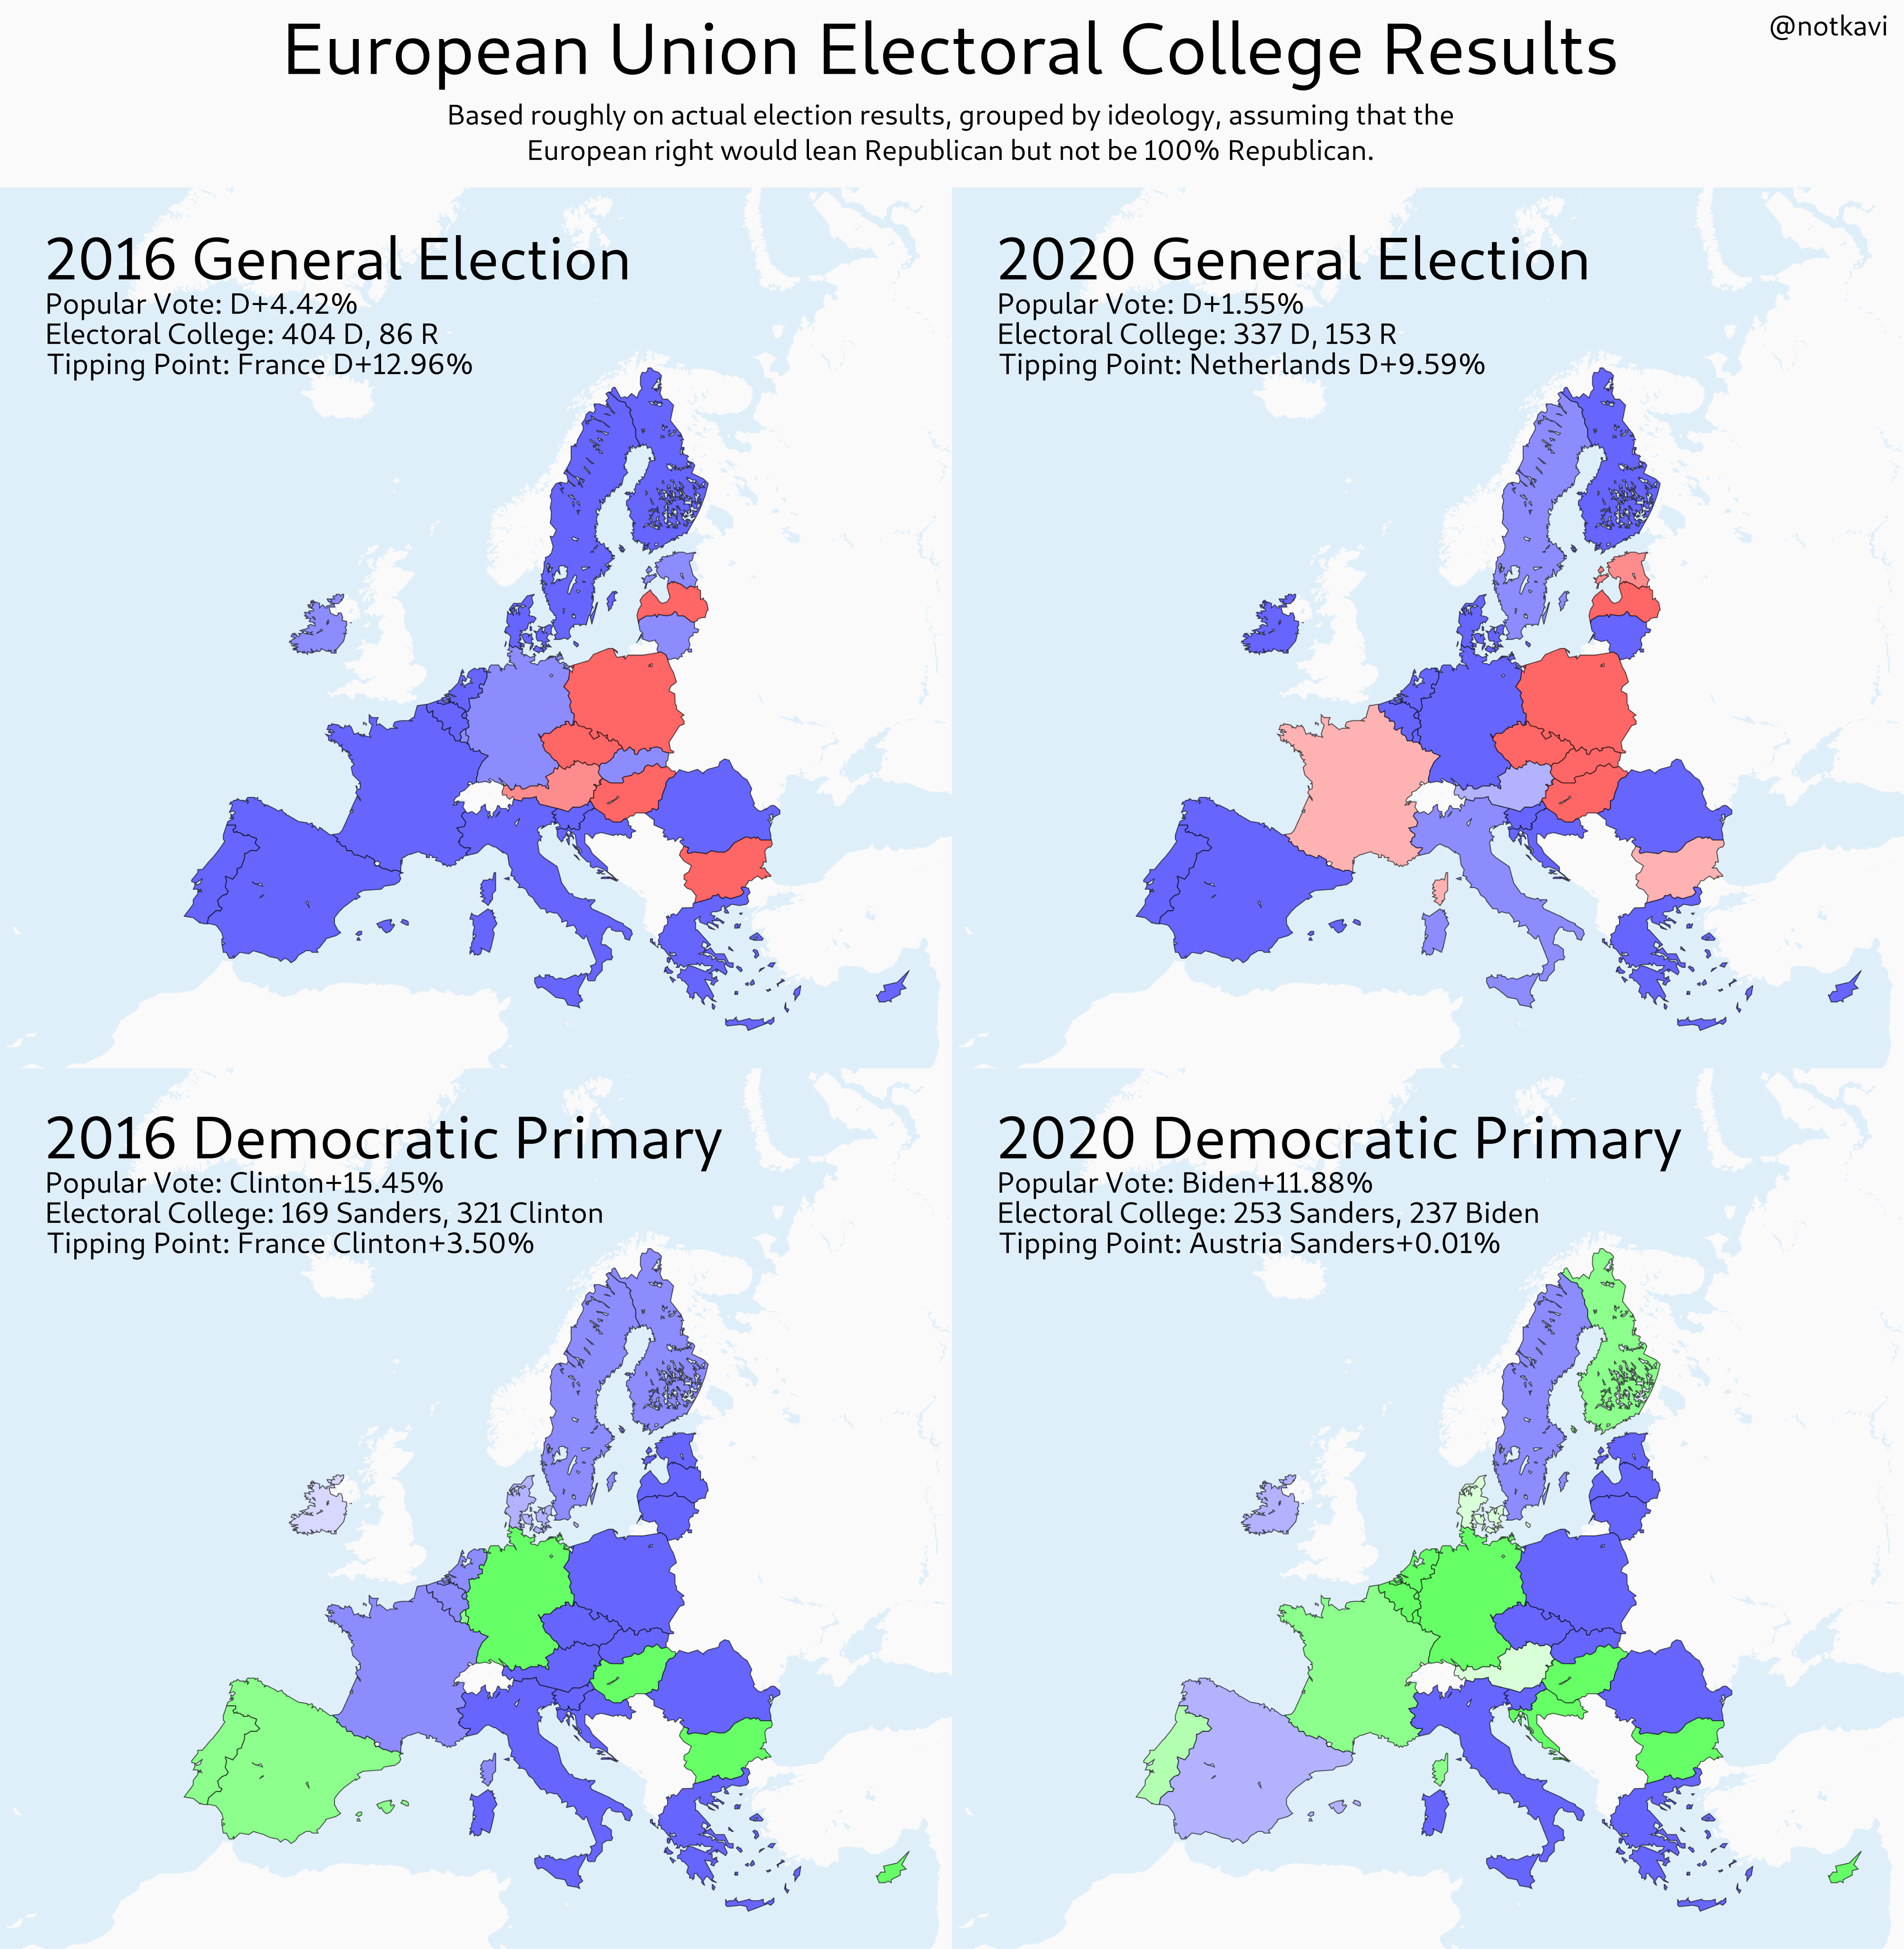 European Union Electoral College Results
@notkavi
Based roughly on actual election results, grouped by ideology, assuming that the
European right would lean Republican but not be 100% Republican.
2016 General Election
Popular Vote: D+4.42%
Electoral College: 404 D, 86 R
Tipping Point: France D+12.96%
2020 General Election
Popular Vote: D+1.55%
Electoral College: 337 D, 153 R
Tipping Point: Netherlands D+9.59%
2016 Democratic Primary
Popular Vote: Clinton+15.45%
Electoral College: 169 Sanders, 321 Clinton
Tipping Point: France Clinton+3.50%
2020 Democratic Primary
Popular Vote: Biden+11.88%
Electoral College: 253 Sanders, 237 Biden
Tipping Point: Austria Sanders+0.01%